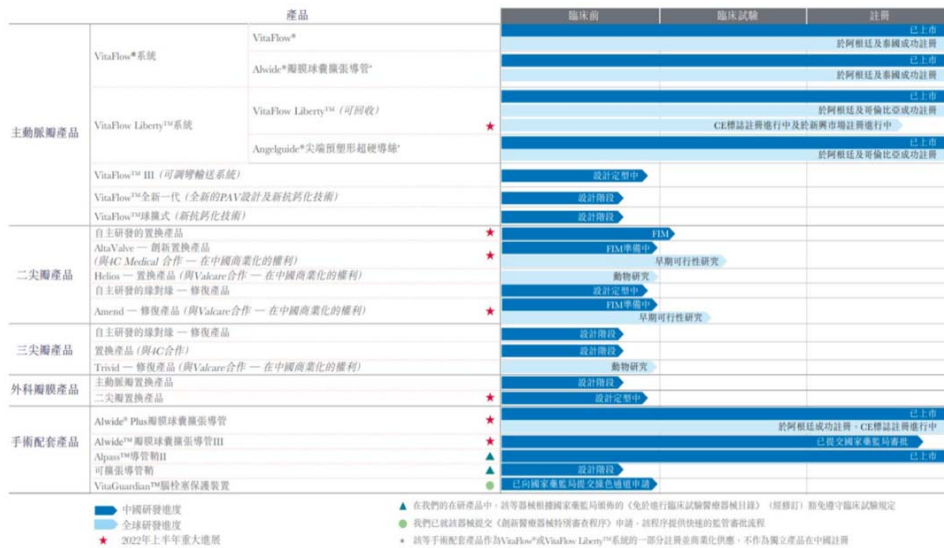 產品 臨床前 臨床試驗 註冊
主動脈瓣產品
VitaFlow®系統
VitaFlow®
已上市
於阿根廷及泰國成功註冊
Alwide®瓣膜球囊擴張導管*
已上市
於阿根廷及泰國成功註冊
VitaFlow Liberty™系統
VitaFlow Liberty™ (可回收)
已上市
於阿根廷及哥倫比亞成功註冊
★ CE標誌註冊進行中及於新興市場註冊進行中
Angelguide®尖端預塑形超硬導絲*
已上市
於阿根廷及哥倫比亞成功註冊
VitaFlow™ III (可調彎輸送系統) 設計定型中
VitaFlow™全新一代 (全新的PAV設計及新抗鈣化技術) 設計階段
VitaFlow™球擴式 (新抗鈣化技術) 設計階段
二尖瓣產品
自主研發的置換產品 ★ FIM
AltaValve — 創新置換產品 FIM準備中
(與4C Medical 合作 — 在中國商業化的權利) ★ 早期可行性研究
Helios — 置換產品 (與Valcare合作 — 在中國商業化的權利) 動物研究
自主研發的緣對緣 — 修復產品 設計定型中
Amend — 修復產品 (與Valcare合作 — 在中國商業化的權利) ★ FIM準備中
早期可行性研究
三尖瓣產品
自主研發的緣對緣 — 修復產品 設計階段
置換產品 (與4C合作) 設計階段
Trivid — 修復產品 (與Valcare合作 — 在中國商業化的權利) 動物研究
外科瓣膜產品
主動脈瓣置換產品 設計階段
二尖瓣置換產品 ★ 設計定型中
手術配套產品
Alwide® Plus瓣膜球囊擴張導管 ★ 已上市
於阿根廷成功註冊，CE標誌註冊進行中
Alwide™瓣膜球囊擴張導管III ★ 已提交國家藥監局審批
Alpass™導管鞘II ▲ 已上市
可擴張導管鞘 ▲ 設計階段
VitaGuardian™腦栓塞保護裝置 ● 已向國家藥監局提交綠色通道申請
中國研發進度
全球研發進度
★ 2022年上半年重大進展
▲ 在我們的在研產品中，該等器械根據國家藥監局頒佈的《免於進行臨床試驗醫療器械目錄》（經修訂）豁免遵守臨床試驗規定
● 我們已就該器械提交《創新醫療器械特別審查程序》申請，該程序提供快速的監管審批流程
* 該等手術配套產品作為VitaFlow®或VitaFlow Liberty™系統的一部分註冊並商業化供應，不作為獨立產品在中國註冊